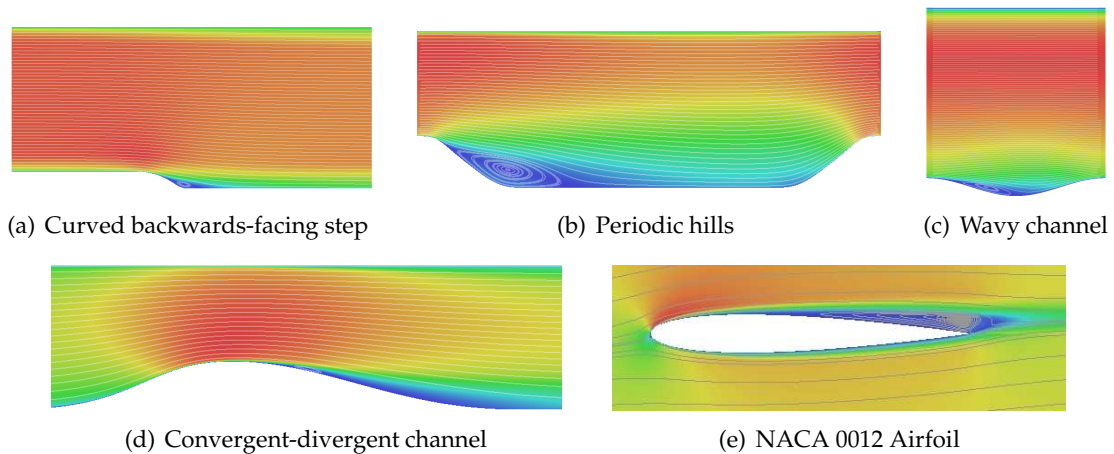 (a) Curved backwards-facing step
(b) Periodic hills
(c) Wavy channel
(d) Convergent-divergent channel
(e) NACA 0012 Airfoil